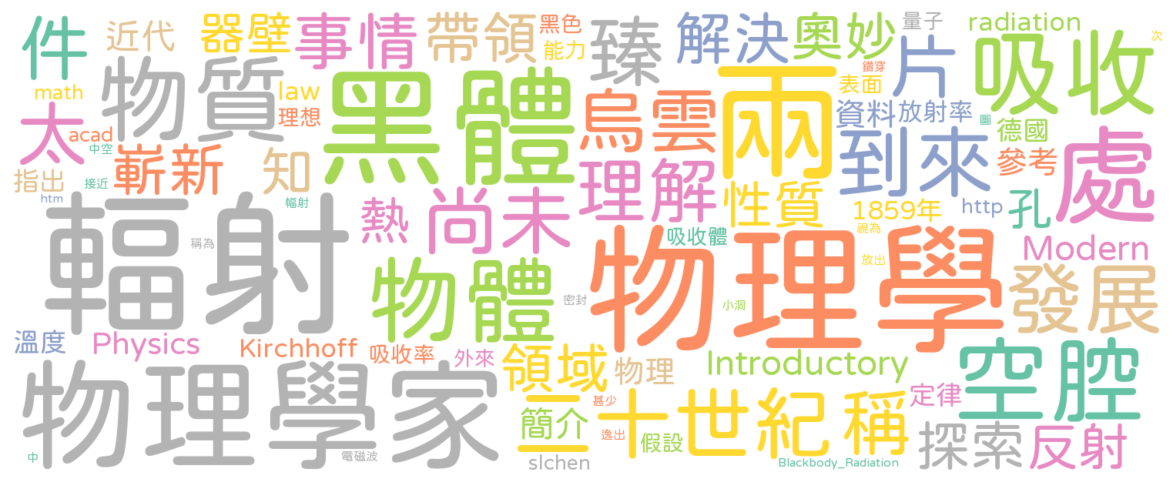 件
近代
器壁
事情
帶領
黑色
能力
臻
解決
奧妙
量子
radiation
次
片
吸收
math
物質
law
理想
黑體
烏雲
兩
表面
鑽穿
資料
放射率
圖
德國
太
acad
中空
嶄新
知
理解
到來
參考
處
指出
接近
htm
輻射
幅射
稱為
熱
尚未
性質
吸收體
1859年
視為
http
孔
Modern
物體
密封
物理學
小洞
放出
發展
溫度
Physics
Kirchhoff
吸收率
外來
領域
物理
Introductory
空腔
物理學家
二十世紀
甚少
稱
定律
簡介
假設
逸出
探索
反射
中
電磁波
slchen
Blackbody_Radiation